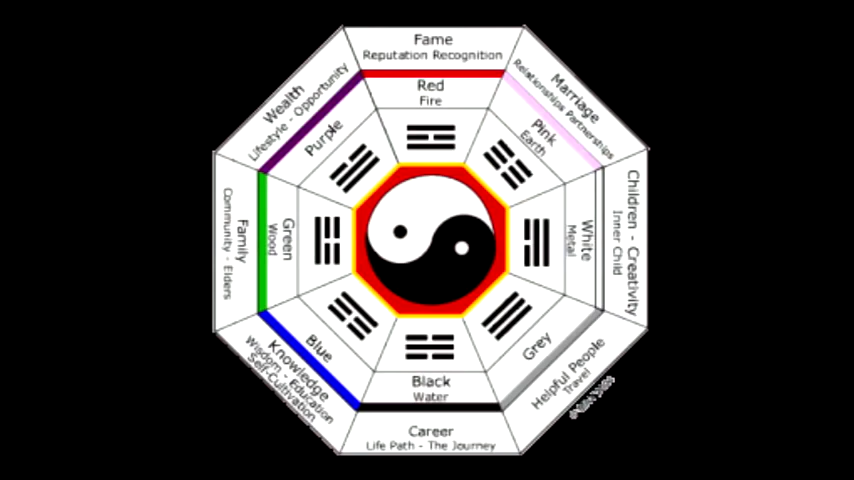 Fame
Reputation Recognition
Red
Fire
Marriage
Relationships Partnerships
Pink
Earth
Children - Creativity
Inner Child
White
Metal
Helpful People
Travel
Grey
Career
Life Path - The Journey
Black
Water
Knowledge
Wisdom - Education
Self-Cultivation
Blue
Family
Community - Elders
Green
Wood
Wealth
Lifestyle - Opportunity
Purple